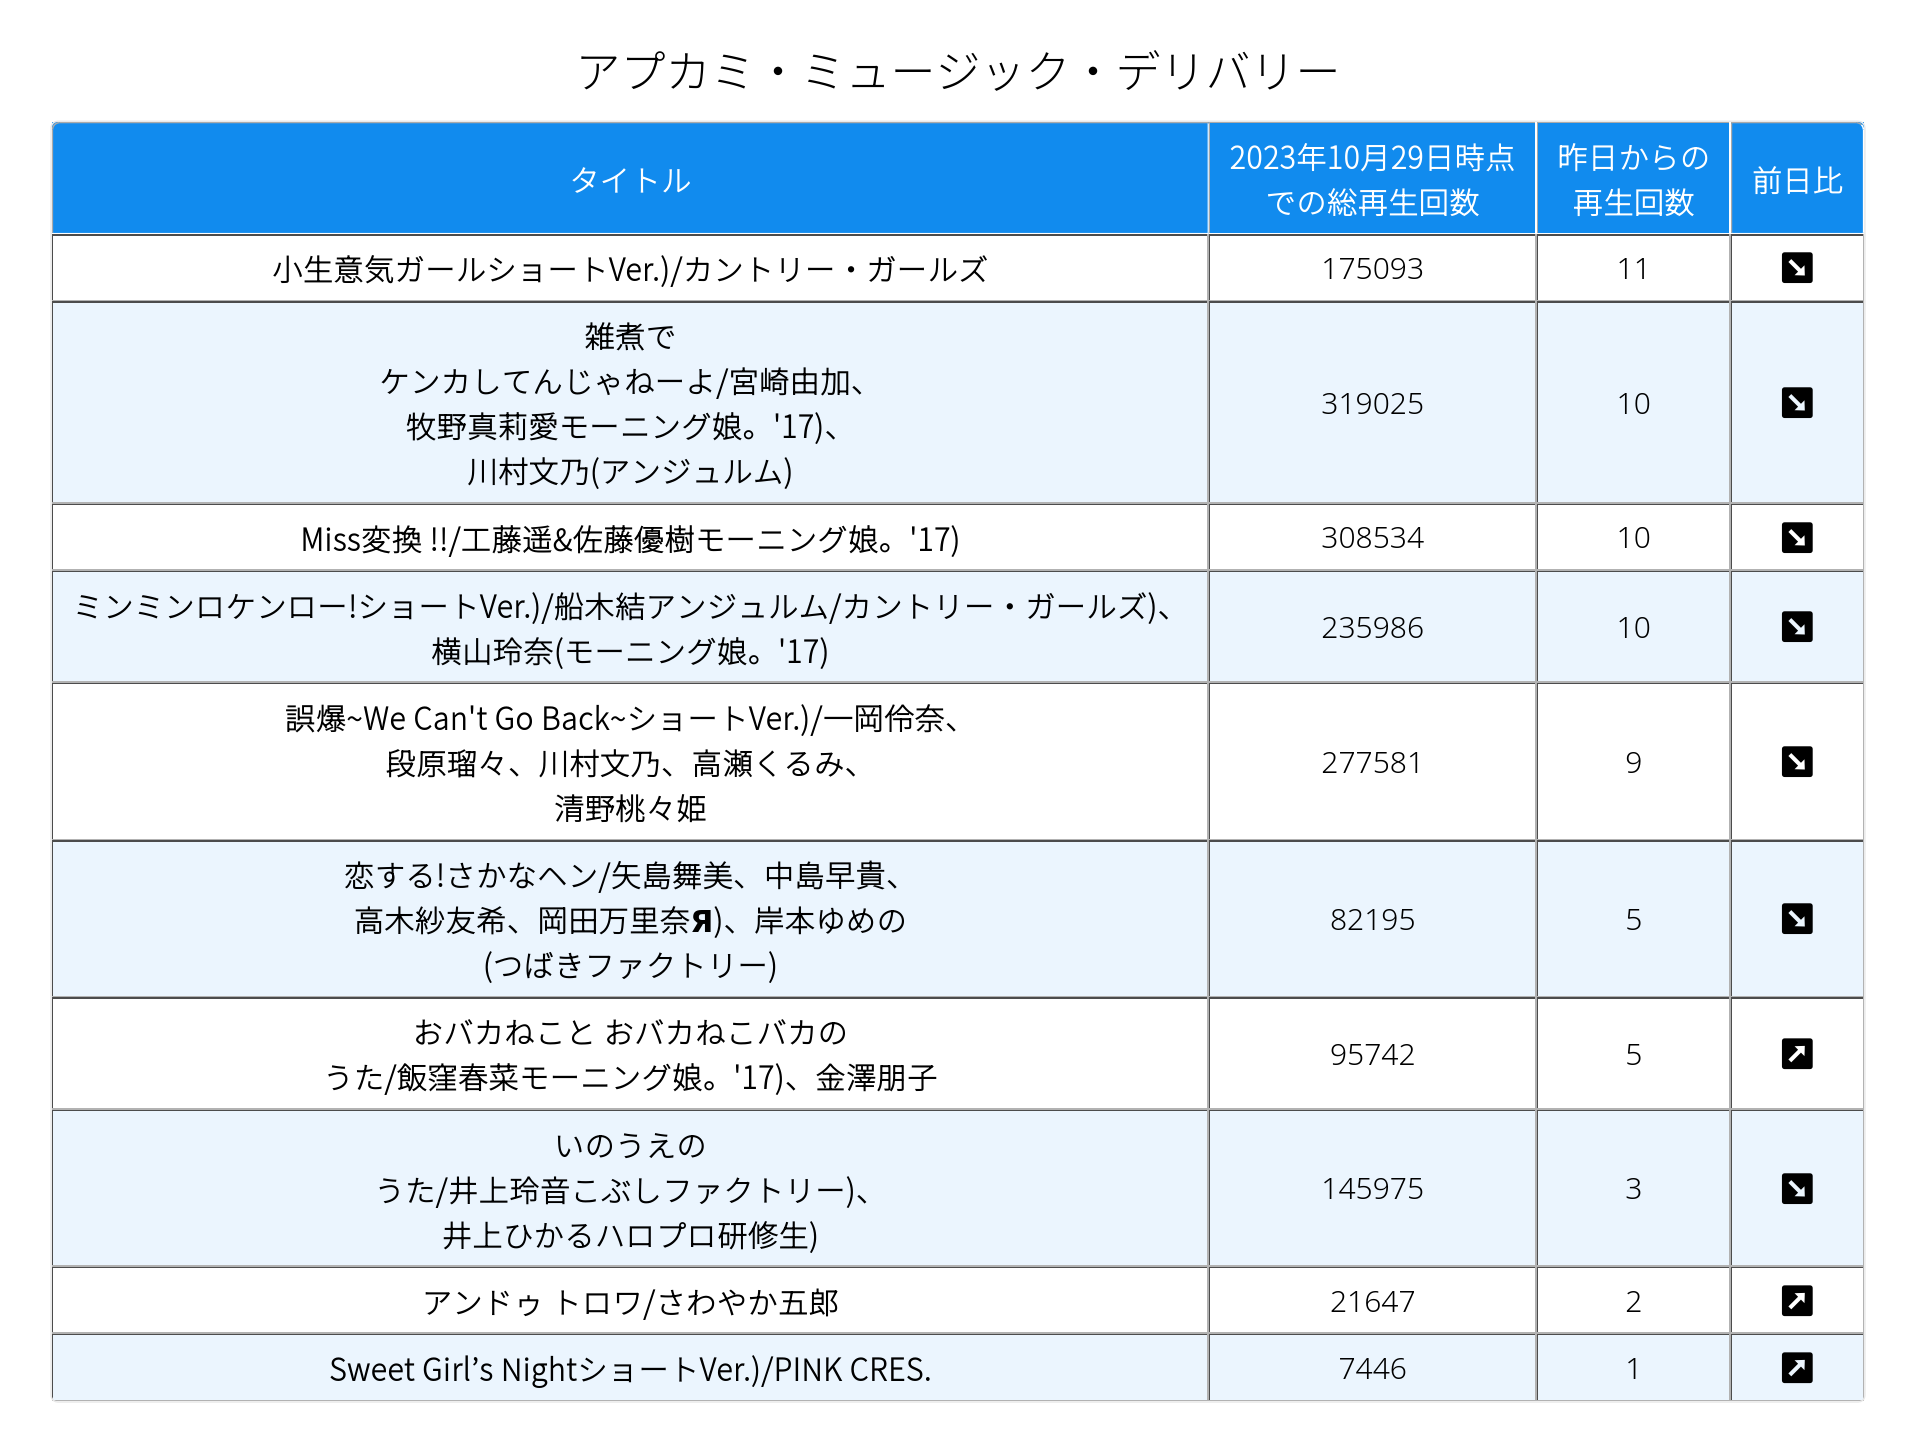 アプカミ・ミュージック・デリバリー
タイトル
2023年10月29日時点
での総再生回数
昨日からの
再生回数
前日比
小生意気ガールショートVer.)/カントリー・ガールズ
175093
11
雑煮で
ケンカしてんじゃねーよ/宮崎由加、
牧野真莉愛モーニング娘。'17)、
川村文乃(アンジュルム)
319025
10
Miss変換 !!/工藤遥&佐藤優樹モーニング娘。'17)
308534
10
ミンミンロケンロー!ショートVer.)/船木結アンジュルム/カントリー・ガールズ)、
横山玲奈(モーニング娘。'17)
235986
10
誤爆~We Can't Go Back~ショートVer.)/一岡伶奈、
段原瑠々、川村文乃、高瀬くるみ、
清野桃々姫
277581
9
恋する!さかなヘン/矢島舞美、中島早貴、
高木紗友希、岡田万里奈Я)、岸本ゆめの
(つばきファクトリー)
82195
5
おバカねこと おバカねこバカの
うた/飯窪春菜モーニング娘。'17)、金澤朋子
95742
5
いのうえの
うた/井上玲音こぶしファクトリー)、
井上ひかるハロプロ研修生)
145975
3
アンドゥ トロワ/さわやか五郎
21647
2
Sweet Girl’s NightショートVer.)/PINK CRES.
7446
1